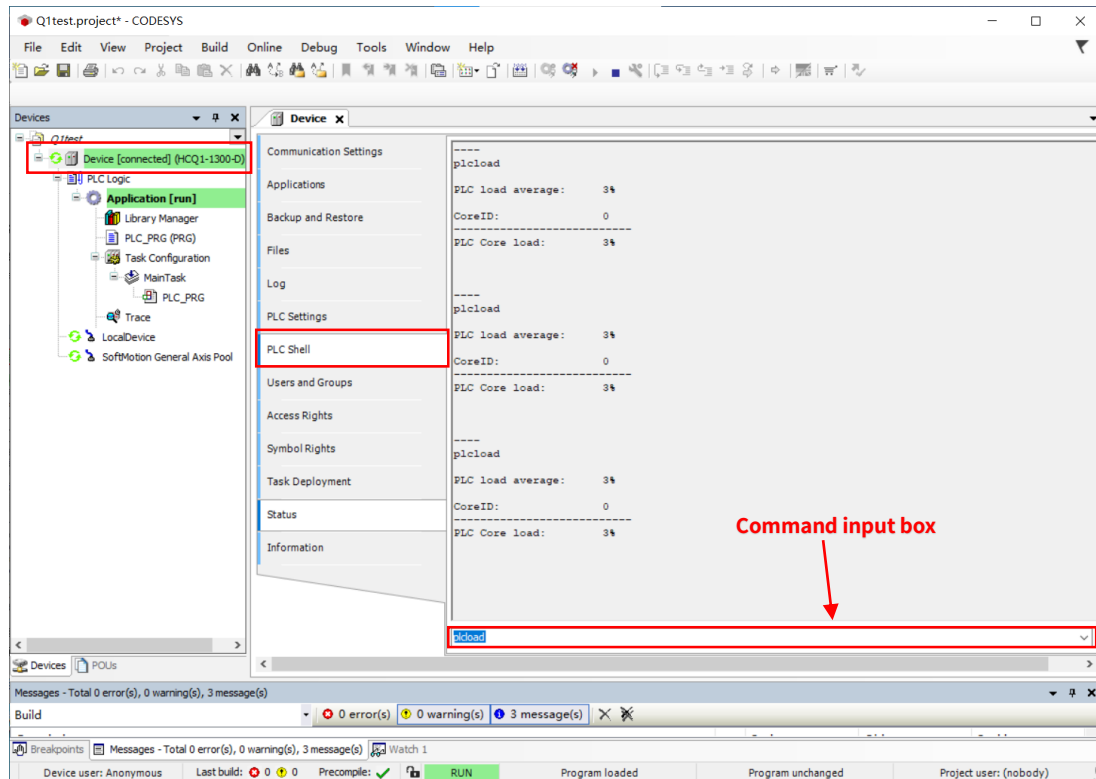 Q1test.project* - CODESYS
File Edit View Project Build Online Debug Tools Window Help
Devices
Q1test
Device [connected] (HCQ1-1300-D)
PLC Logic
Application [run]
Library Manager
PLC_PRG (PRG)
Task Configuration
MainTask
PLC_PRG
Trace
LocalDevice
SoftMotion General Axis Pool
Devices POUs
Device
Communication Settings
Applications
Backup and Restore
Files
Log
PLC Settings
PLC Shell
Users and Groups
Access Rights
Symbol Rights
Task Deployment
Status
Information
----
plcload
PLC load average: 3%
CoreID: 0
----------------------------
PLC Core load: 3%
----
plcload
PLC load average: 3%
CoreID: 0
----------------------------
PLC Core load: 3%
----
plcload
PLC load average: 3%
CoreID: 0
----------------------------
PLC Core load: 3%
Command input box
plcload
Messages - Total 0 error(s), 0 warning(s), 3 message(s)
Build 0 error(s) 0 warning(s) 3 message(s)
Breakpoints Messages - Total 0 error(s), 0 warning(s), 3 message(s) Watch 1
Device user: Anonymous Last build: 0 0 Precompile: RUN Program loaded Program unchanged Project user: (nobody)